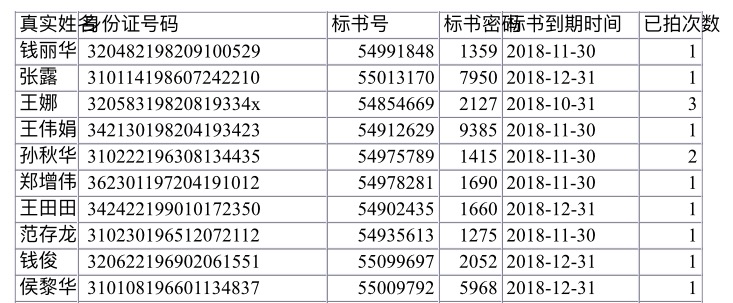 真实姓名 身份证号码 标书号 标书密码 标书到期时间 已拍次数
钱丽华 320482198209100529 54991848 1359 2018-11-30 1
张露 310114198607242210 55013170 7950 2018-12-31 1
王娜 32058319820819334x 54854669 2127 2018-10-31 3
王伟娟 342130198204193423 54912629 9385 2018-11-30 1
孙秋华 310222196308134435 54975789 1415 2018-11-30 2
郑增伟 362301197204191012 54978281 1690 2018-11-30 1
王田田 342422199010172350 54902435 1660 2018-12-31 1
范存龙 310230196512072112 54935613 1275 2018-11-30 1
钱俊 320622196902061551 55099697 2052 2018-12-31 1
侯黎华 310108196601134837 55009792 5968 2018-12-31 1